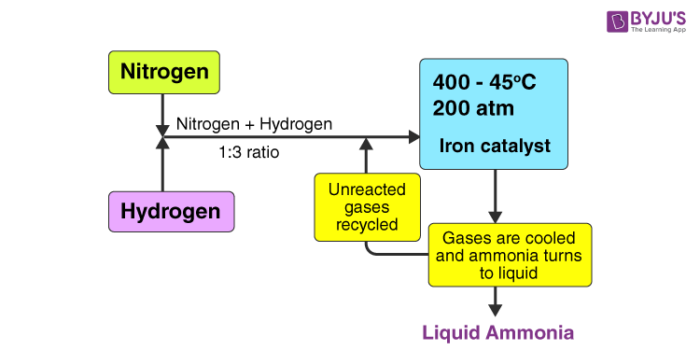 BYJU'S
The Learning App
Nitrogen
400 - 45ºC
200 atm
Iron catalyst
Nitrogen + Hydrogen
1:3 ratio
Hydrogen
Unreacted
gases
recycled
Gases are cooled
and ammonia turns
to liquid
Liquid Ammonia